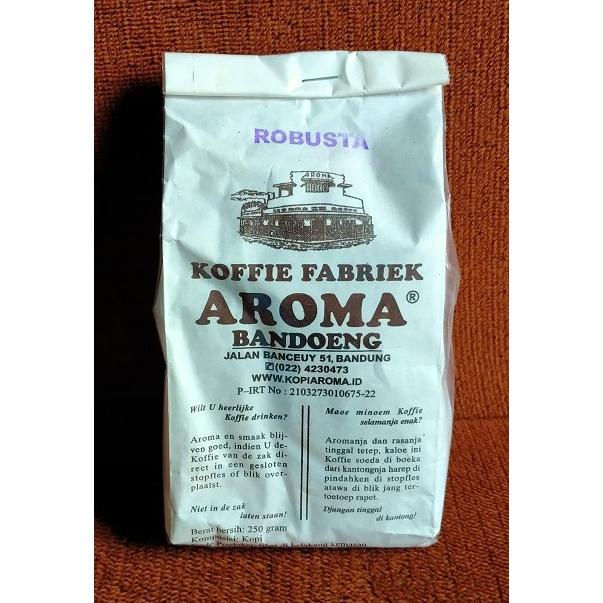 ROBUSTA
AROMA
KOFFIE FABRIEK
AROMA®
BANDOENG
JALAN BANCEUY 51, BANDUNG
✆(022) 4230473
WWW.KOPIAROMA.ID
P–IRT No : 2103273010675-22
Wilt U heerlijke
Koffie drinken?
Aroma en smaak blij-
ven goed, indien U de-
Koffie van de zak di-
reet in een gesloten
stopfles of blik over-
plaatst.
Niet in de zak
laten staan!
Maoe minoem Koffie
selamanja enak?
Aromanja dan rasanja
tinggal tetep, kaloe ini
Koffie soeda di boeka
dari kantongnja harep di
pindahken di stopfles
atawa di blik jang ter-
toetoep rapet.
Djangan tinggal
di kantong!
Berat bersih: 250 gram
Komposisi: Kopi